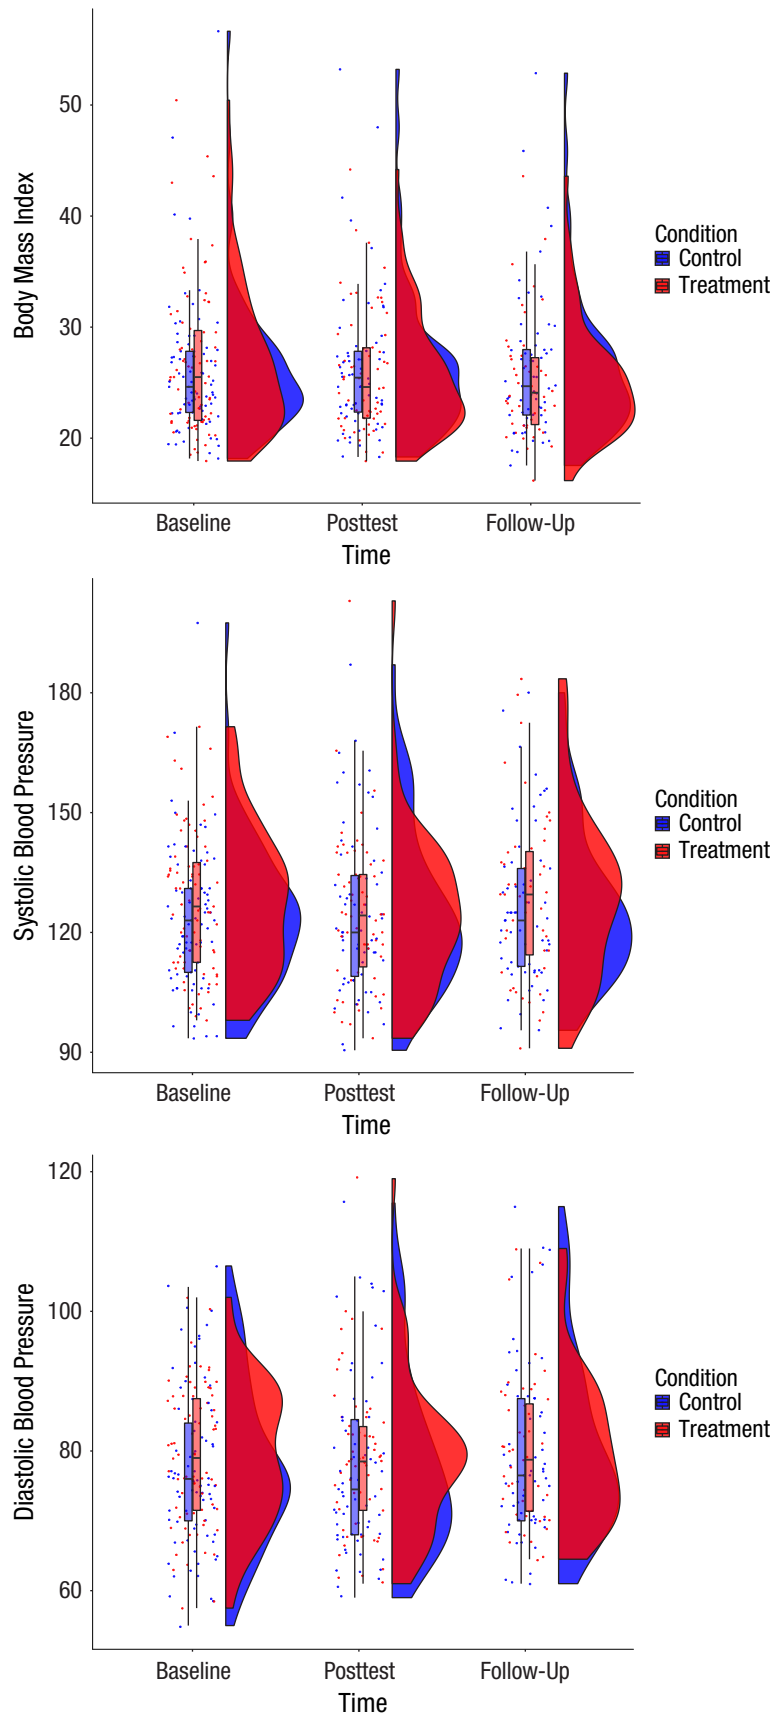 Body Mass Index
50
40
30
20
Baseline Posttest Follow-Up
Time
Condition
Control
Treatment
Systolic Blood Pressure
180
150
120
90
Baseline Posttest Follow-Up
Time
Condition
Control
Treatment
Diastolic Blood Pressure
120
100
80
60
Baseline Posttest Follow-Up
Time
Condition
Control
Treatment